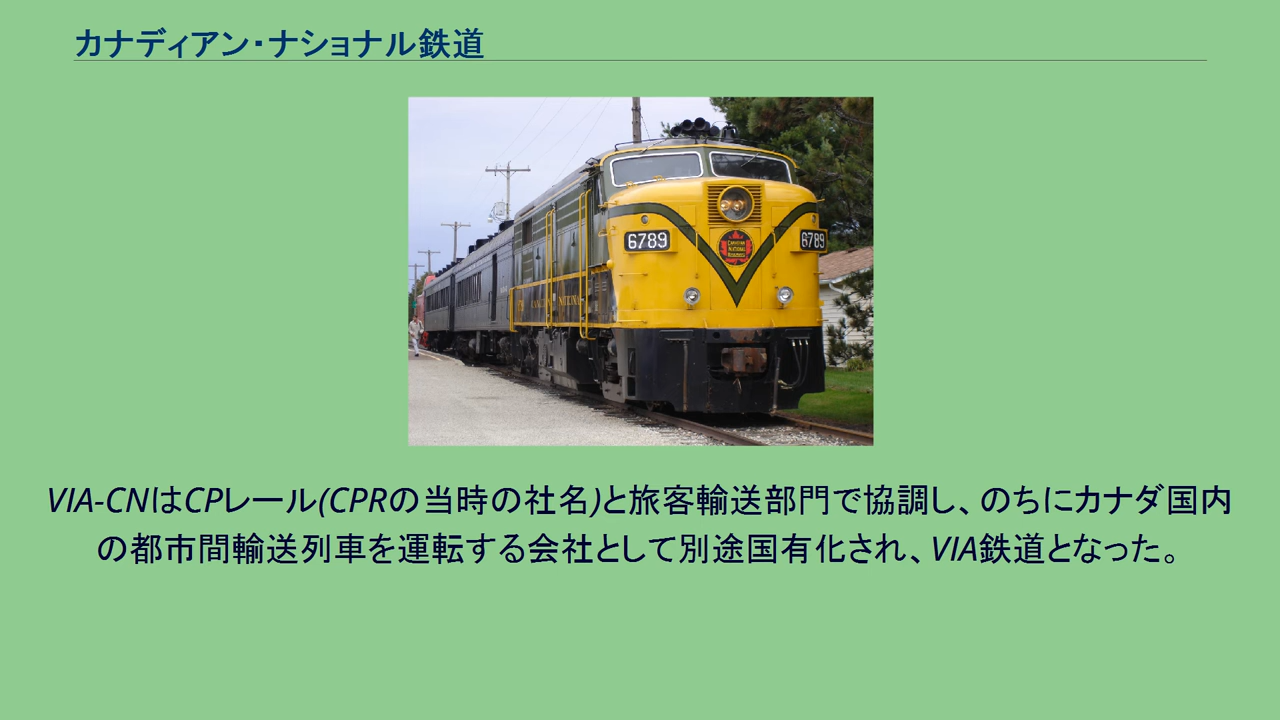 カナディアン・ナショナル鉄道
6789
6789
CANADIAN
NATIONAL
VIA-CNはCPレール(CPRの当時の社名)と旅客輸送部門で協調し、のちにカナダ国内
の都市間輸送列車を運転する会社として別途国有化され、VIA鉄道となった。